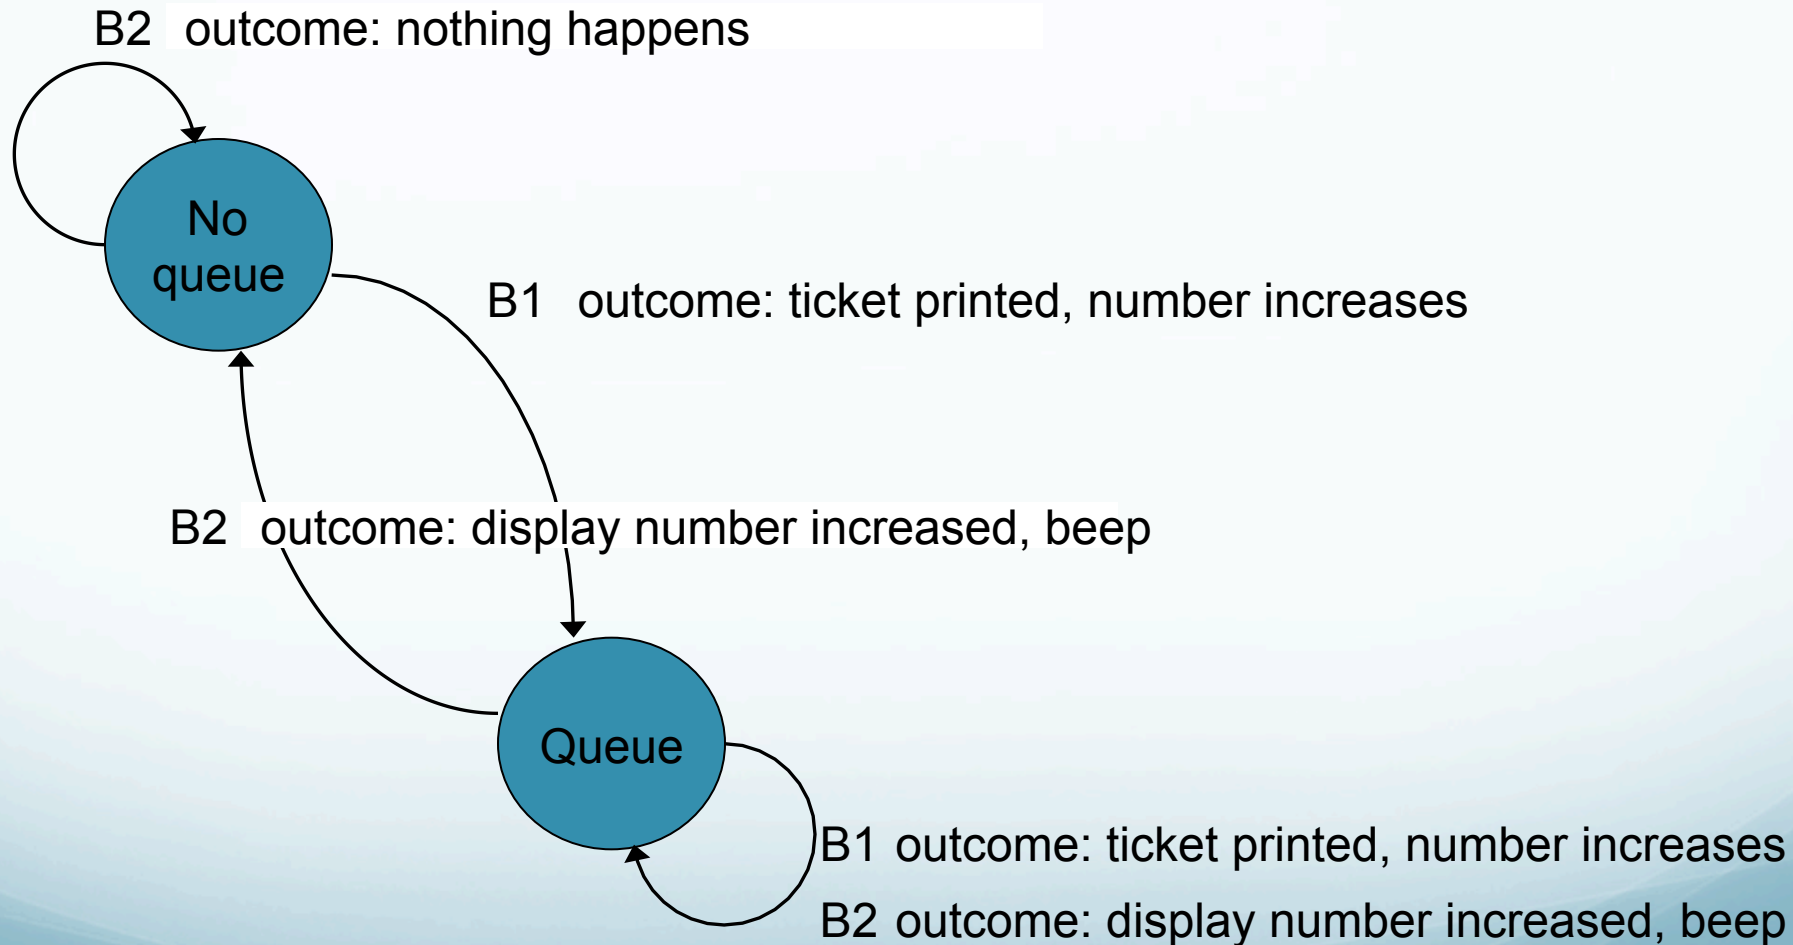 B2 outcome: nothing happens
No
queue
B1 outcome: ticket printed, number increases
B2 outcome: display number increased, beep
Queue
B1 outcome: ticket printed, number increases
B2 outcome: display number increased, beep